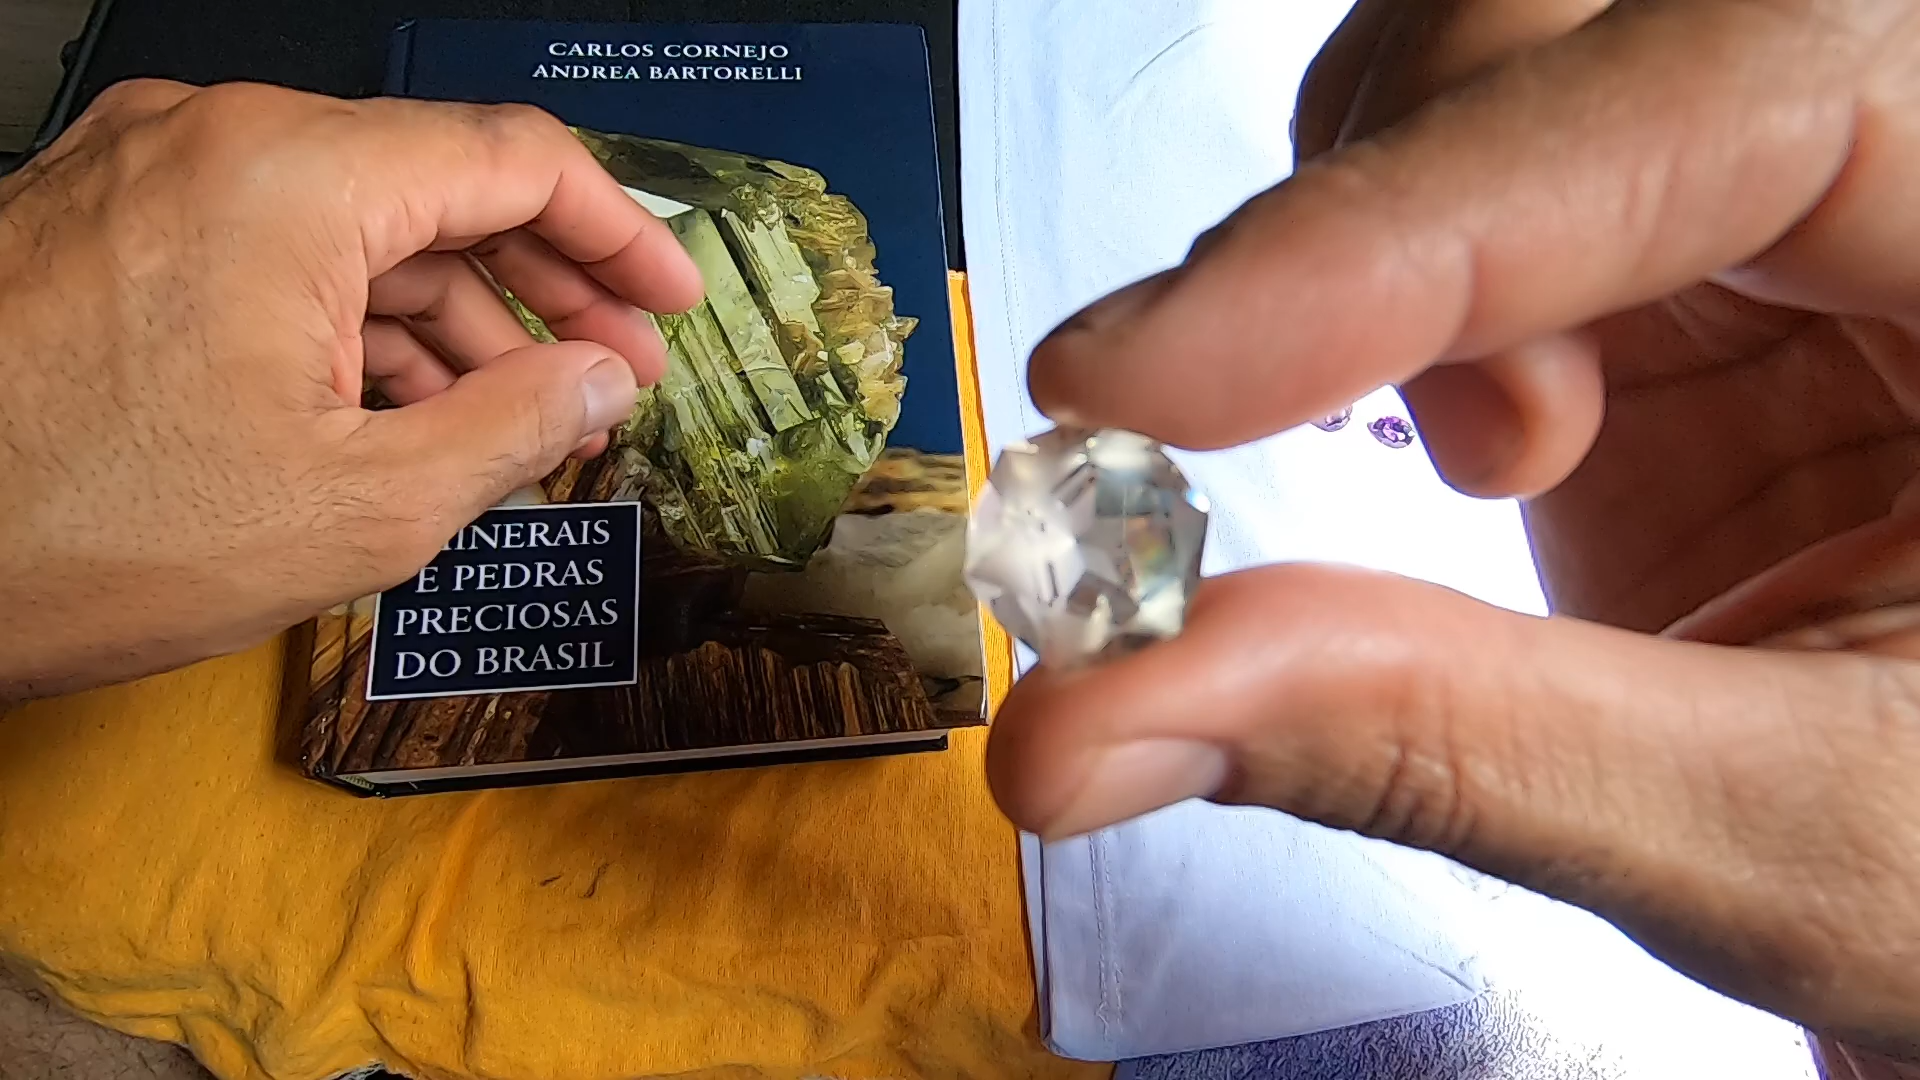 CARLOS CORNEJO
ANDREA BARTORELLI
MINERAIS
E PEDRAS
PRECIOSAS
DO BRASIL